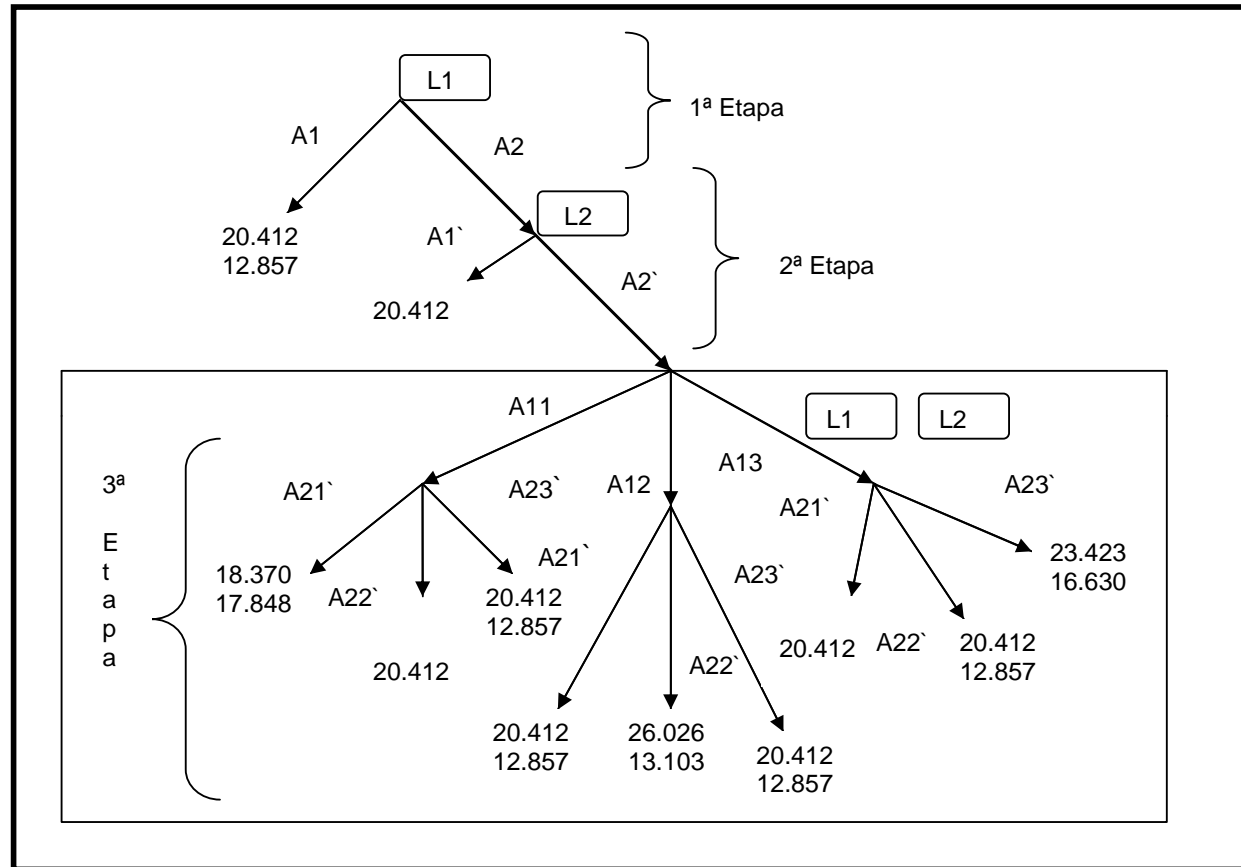 L1
1ª Etapa
A1
A2
L2
20.412
12.857
A1`
2ª Etapa
A2`
20.412
A11
L1 L2
3ª
E
t
a
p
a
A21`
A23`
A12
A13
A21`
A23`
A21`
18.370
17.848
A22`
20.412
12.857
A23`
23.423
16.630
20.412
20.412
A22`
20.412
12.857
A22`
20.412
12.857
26.026
13.103
20.412
12.857